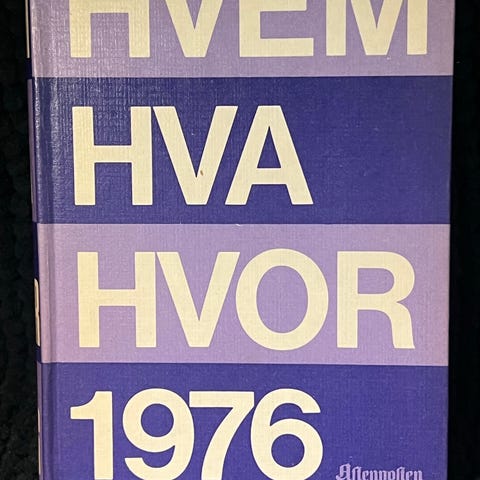 HVEM
HVA
HVOR
1976
Aftenposten